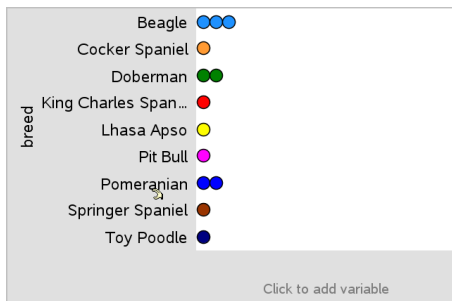 breed
Beagle
Cocker Spaniel
Doberman
King Charles Span...
Lhasa Apso
Pit Bull
Pomeranian
Springer Spaniel
Toy Poodle
Click to add variable